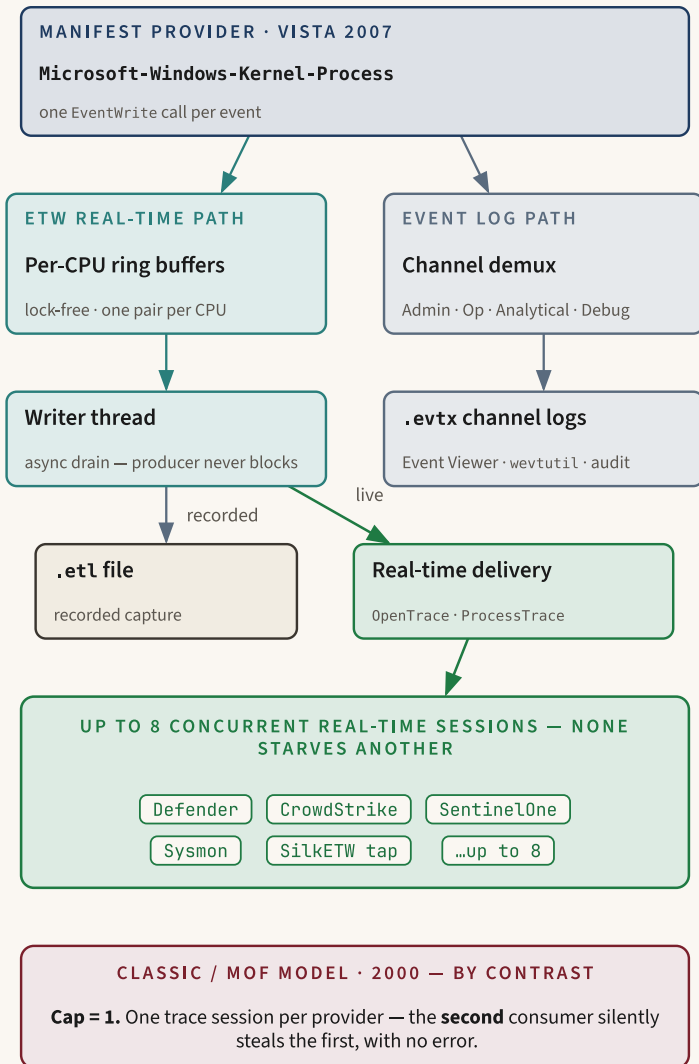 MANIFEST PROVIDER · VISTA 2007
Microsoft-Windows-Kernel-Process
one EventWrite call per event
ETW REAL-TIME PATH
Per-CPU ring buffers
lock-free · one pair per CPU
EVENT LOG PATH
Channel demux
Admin · Op · Analytical · Debug
Writer thread
async drain — producer never blocks
.evtx channel logs
Event Viewer · wevtutil · audit
recorded
live
.etl file
recorded capture
Real-time delivery
OpenTrace · ProcessTrace
UP TO 8 CONCURRENT REAL-TIME SESSIONS — NONE
STARVES ANOTHER
Defender CrowdStrike SentinelOne
Sysmon SilkETW tap …up to 8
CLASSIC / MOF MODEL · 2000 — BY CONTRAST
Cap = 1. One trace session per provider — the second consumer silently
steals the first, with no error.